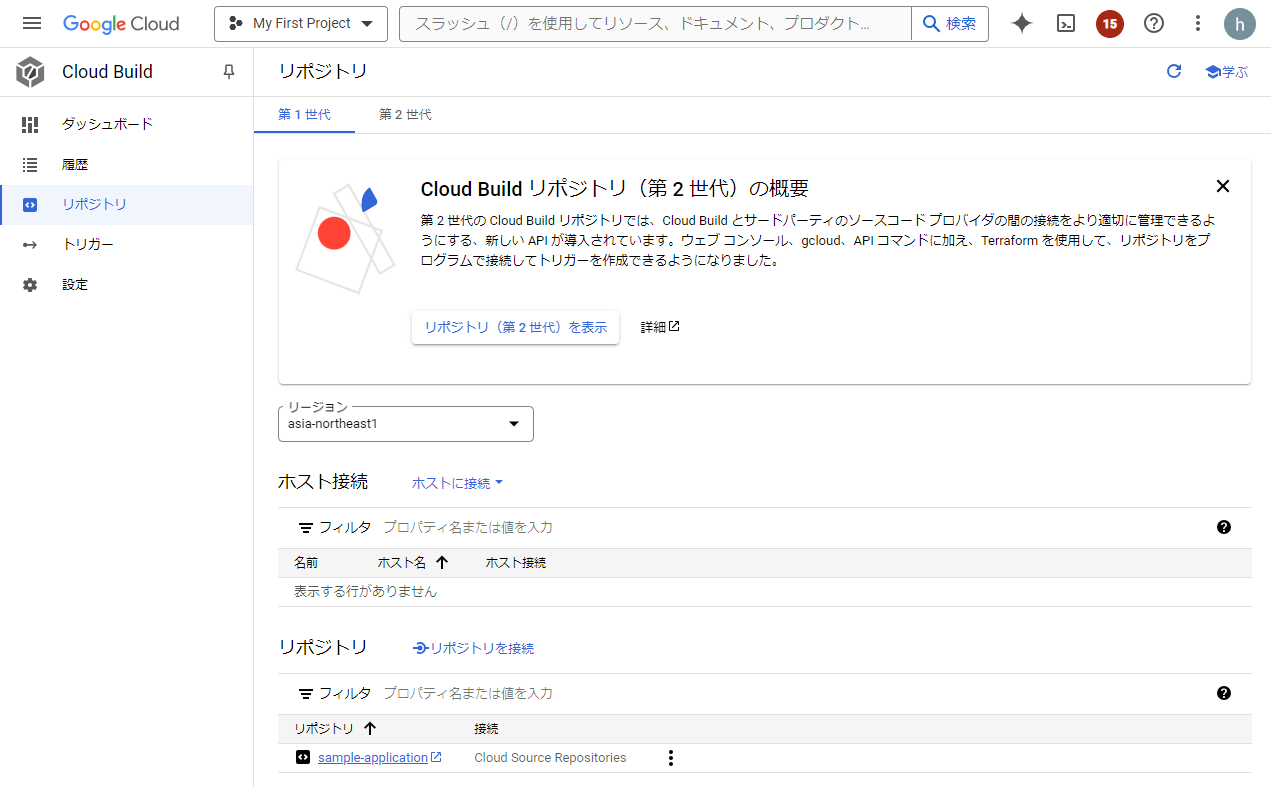 Google Cloud
My First Project
スラッシュ（/）を使用してリソース、ドキュメント、プロダクト...
検索
15
h
Cloud Build
リポジトリ
学ぶ
ダッシュボード
履歴
リポジトリ
トリガー
設定
第 1 世代
第 2 世代
Cloud Build リポジトリ（第 2 世代）の概要
第 2 世代の Cloud Build リポジトリでは、Cloud Build とサードパーティのソースコード プロバイダの間の接続をより適切に管理できるよ
うにする、新しい API が導入されています。ウェブ コンソール、gcloud、API コマンドに加え、Terraform を使用して、リポジトリをプ
ログラムで接続してトリガーを作成できるようになりました。
リポジトリ（第 2 世代）を表示
詳細
リージョン
asia-northeast1
ホスト接続
ホストに接続
フィルタ プロパティ名または値を入力
名前 ホスト名 ホスト接続
表示する行がありません
リポジトリ
リポジトリを接続
フィルタ プロパティ名または値を入力
リポジトリ 接続
sample-application Cloud Source Repositories